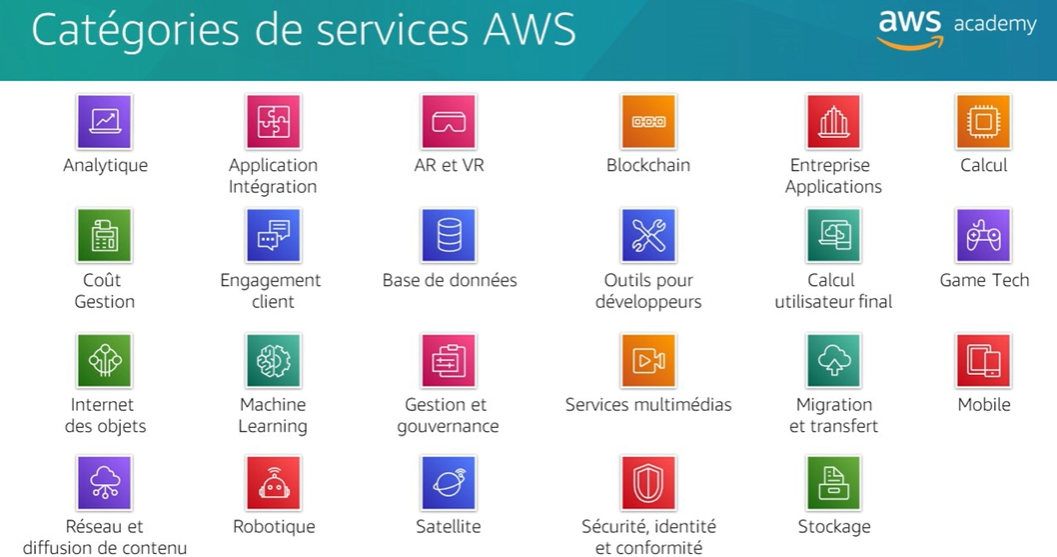 Catégories de services AWS
aws academy
Analytique
Application
Intégration
AR et VR
Blockchain
Entreprise
Applications
Calcul
Coût
Gestion
Engagement
client
Base de données
Outils pour
développeurs
Calcul
utilisateur final
Game Tech
Internet
des objets
Machine
Learning
Gestion et
gouvernance
Services multimédias
Migration
et transfert
Mobile
Réseau et
diffusion de contenu
Robotique
Satellite
Sécurité, identité
et conformité
Stockage